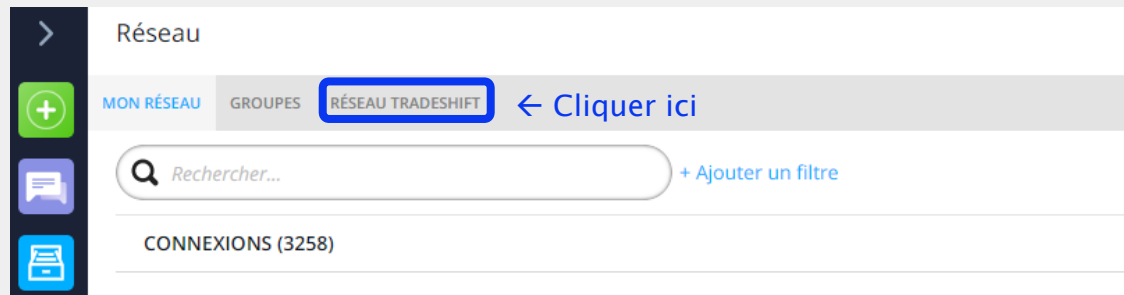 Réseau
MON RÉSEAU GROUPES RÉSEAU TRADESHIFT ← Cliquer ici
Rechercher... + Ajouter un filtre
CONNEXIONS (3258)